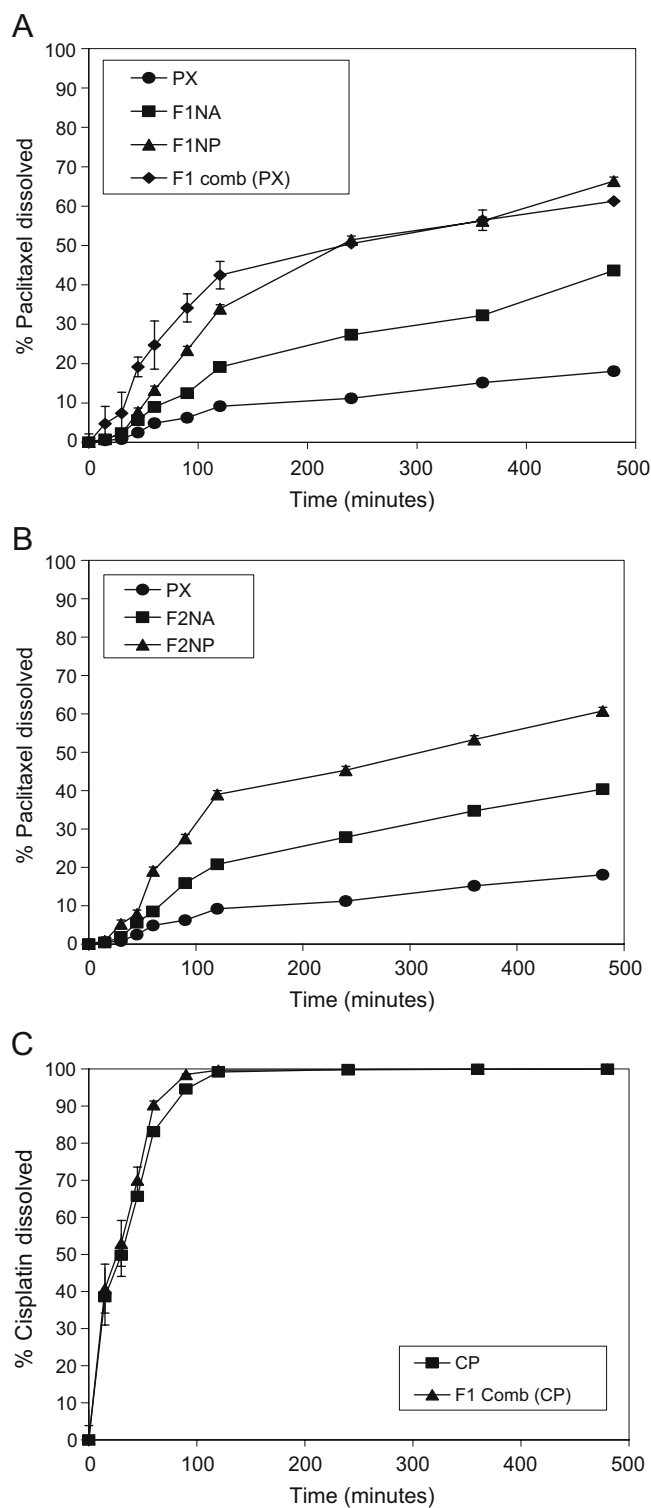 A
% Paclitaxel dissolved
100
90
80
70
60
50
40
30
20
10
0
PX
F1NA
F1NP
F1 comb (PX)
0 100 200 300 400 500
Time (minutes)
B
% Paclitaxel dissolved
100
90
80
70
60
50
40
30
20
10
0
PX
F2NA
F2NP
0 100 200 300 400 500
Time (minutes)
C
% Cisplatin dissolved
100
90
80
70
60
50
40
30
20
10
0
CP
F1 Comb (CP)
0 100 200 300 400 500
Time (minutes)